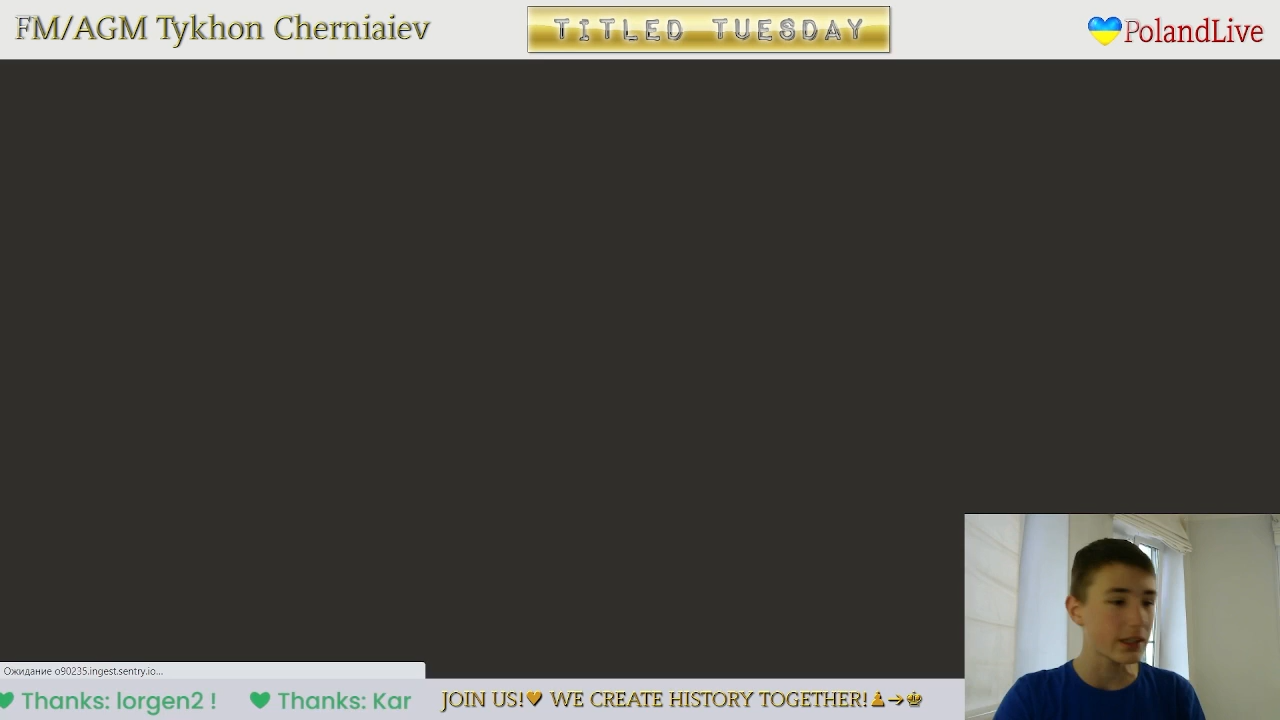 FM/AGM Tykhon Cherniaiev
TITLED TUESDAY
PolandLive
Ожидание o90235.ingest.sentry.io...
Thanks: lorgen2 !
Thanks: Kar
JOIN US!🧡 WE CREATE HISTORY TOGETHER!♟→♚